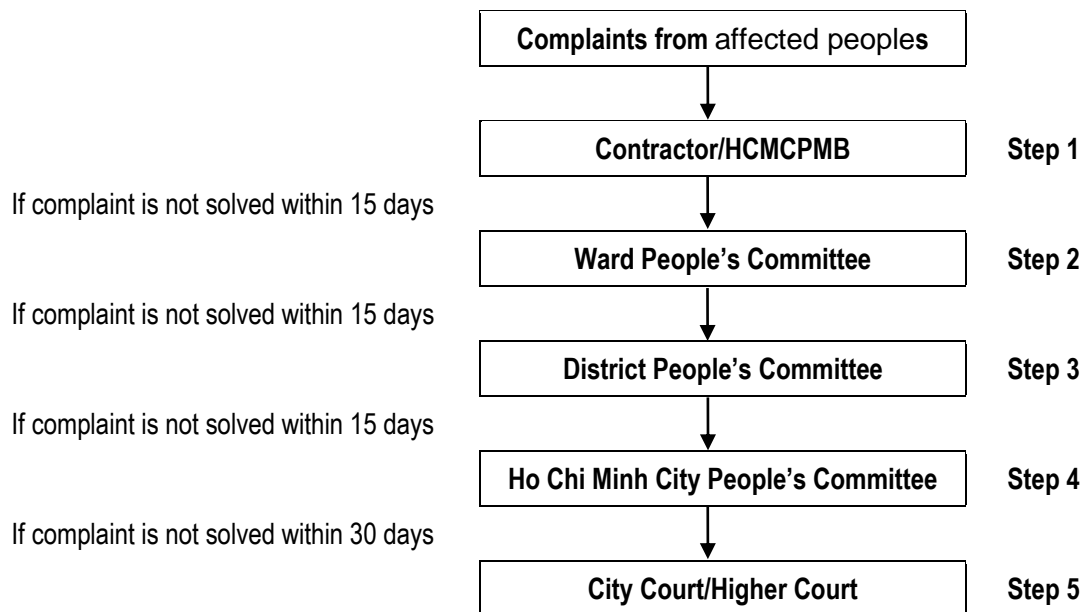 Complaints from affected peoples
Contractor/HCMCPMB Step 1
If complaint is not solved within 15 days
Ward People's Committee Step 2
If complaint is not solved within 15 days
District People's Committee Step 3
If complaint is not solved within 15 days
Ho Chi Minh City People's Committee Step 4
If complaint is not solved within 30 days
City Court/Higher Court Step 5